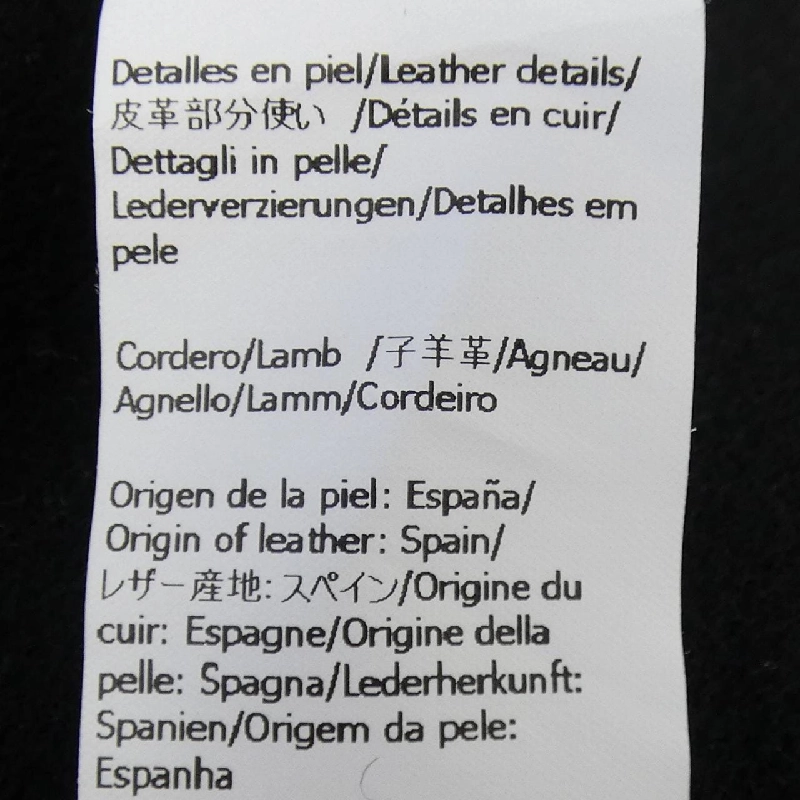 Detalles en piel/Leather details/
皮革部分使い /Détails en cuir/
Dettagli in pelle/
Lederverzierungen/Detalhes em
pele
Cordero/Lamb /子羊革/Agneau/
Agnello/Lamm/Cordeiro
Origen de la piel: España/
Origin of leather: Spain/
レザー産地: スペイン/Origine du
cuir: Espagne/Origine della
pelle: Spagna/Lederherkunft:
Spanien/Origem da pele:
Espanha